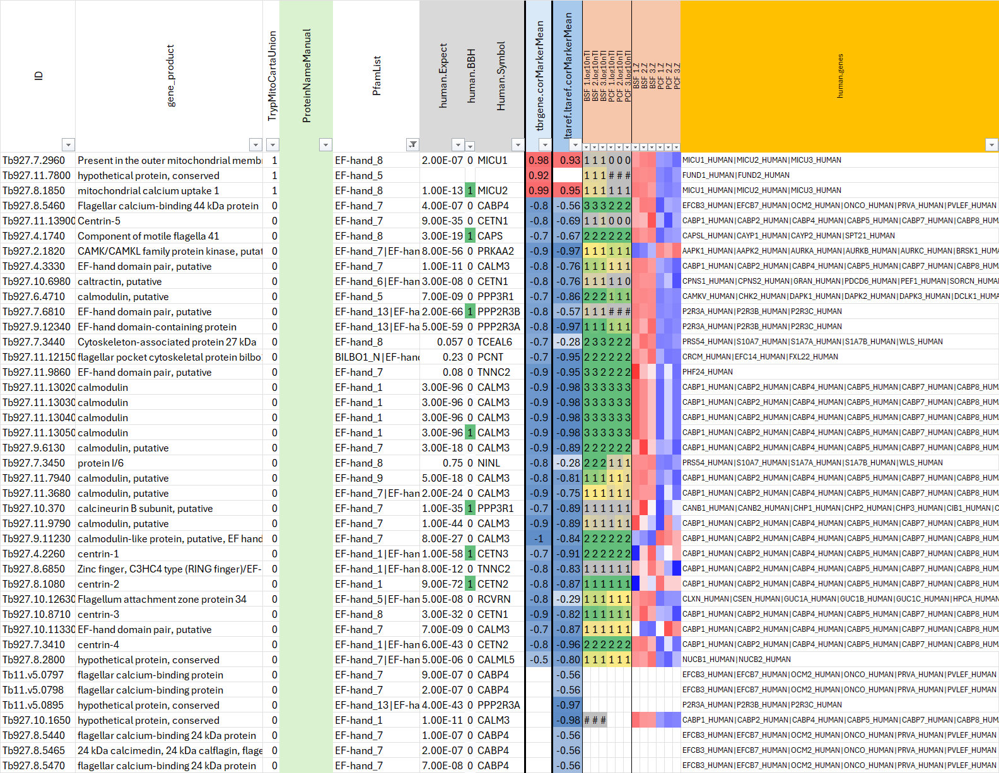 ID gene_product TrypMitoCartaUnion ProteinNameManual PfamList human.Expect human.BBH Human.Symbol tbrgene.corMarkerMean ltaref.ltaref.corMarkerMean BSF 1.log10nTI BSF 2.log10nTI BSF 3.log10nTI PCF 1.log10nTI PCF 2.log10nTI PCF 3.log10nTI BSF 1.Z BSF 2.Z BSF 3.Z PCF 1.Z PCF 2.Z PCF 3.Z human.genes
Tb927.7.2960 Present in the outer mitochondrial memb 1 EF-hand_8 2.00E-07 0 MICU1 0.98 0.93 1 1 1 0 0 0 MICU1_HUMAN|MICU2_HUMAN|MICU3_HUMAN
Tb927.11.7800 hypothetical protein, conserved 1 EF-hand_5 0.92 1 1 1 # # # FUND1_HUMAN|FUND2_HUMAN
Tb927.8.1850 mitochondrial calcium uptake 1 1 EF-hand_8 1.00E-13 1 MICU2 0.99 0.95 1 1 1 1 1 1 MICU1_HUMAN|MICU2_HUMAN|MICU3_HUMAN
Tb927.8.5460 Flagellar calcium-binding 44 kDa protein 0 EF-hand_7 4.00E-07 0 CABP4 -0.8 -0.56 3 3 3 2 2 2 EFCB3_HUMAN|EFCB7_HUMAN|OCM2_HUMAN|ONCO_HUMAN|PRVA_HUMAN|PVLEF_HUMAN
Tb927.11.13900 Centrin-5 0 EF-hand_7 9.00E-35 0 CETN1 -0.8 -0.69 1 1 1 0 0 0 CABP1_HUMAN|CABP2_HUMAN|CABP4_HUMAN|CABP5_HUMAN|CABP7_HUMAN|CABP8_HUM
Tb927.4.1740 Component of motile flagella 41 0 EF-hand_8 3.00E-19 1 CAPS -0.7 -0.67 2 2 2 2 2 2 CAPSL_HUMAN|CAYP1_HUMAN|CAYP2_HUMAN|SPT21_HUMAN
Tb927.2.1820 CAMK/CAMKL family protein kinase, putat 0 EF-hand_7|EF-han 8.00E-56 0 PRKAA2 -0.9 -0.97 1 1 1 1 1 1 AAPK1_HUMAN|AAPK2_HUMAN|AURKA_HUMAN|AURKB_HUMAN|AURKC_HUMAN|BRSK1_HUMA
Tb927.4.3330 EF-hand domain pair, putative 0 EF-hand_7 1.00E-11 0 CALM3 -0.8 -0.76 1 1 1 1 1 1 CABP1_HUMAN|CABP2_HUMAN|CABP4_HUMAN|CABP5_HUMAN|CABP7_HUMAN|CABP8_HUM
Tb927.10.6980 caltractin, putative 0 EF-hand_6|EF-han 3.00E-08 0 CETN1 -0.8 -0.76 1 1 1 1 1 0 CPNS1_HUMAN|CPNS2_HUMAN|GRAN_HUMAN|PDCD6_HUMAN|PEF1_HUMAN|SORCN_HUMA
Tb927.6.4710 calmodulin, putative 0 EF-hand_5 7.00E-09 0 PPP3R1 -0.7 -0.86 2 2 2 1 1 1 CAMKV_HUMAN|CHK2_HUMAN|DAPK1_HUMAN|DAPK2_HUMAN|DAPK3_HUMAN|DCLK1_HUMA
Tb927.7.6810 EF-hand domain pair, putative 0 EF-hand_13|EF-ha 2.00E-66 1 PPP2R3B -0.8 -0.57 1 1 1 # # # P2R3A_HUMAN|P2R3B_HUMAN|P2R3C_HUMAN
Tb927.9.12340 EF-hand domain-containing protein 0 EF-hand_13|EF-ha 5.00E-59 0 PPP2R3A -0.8 -0.97 1 1 1 1 1 1 P2R3A_HUMAN|P2R3B_HUMAN|P2R3C_HUMAN
Tb927.7.3440 Cytoskeleton-associated protein 27 kDa 0 EF-hand_8 0.057 0 TCEAL6 -0.7 -0.28 2 3 3 2 2 2 PRS54_HUMAN|S10A7_HUMAN|S1A7A_HUMAN|S1A7B_HUMAN|WLS_HUMAN
Tb927.11.12150 flagellar pocket cytoskeletal protein bilbo 0 BILBO1_N|EF-hand 0.23 0 PCNT -0.7 -0.95 2 2 2 2 2 2 CRCM_HUMAN|EFC14_HUMAN|FXL22_HUMAN
Tb927.11.9860 EF-hand domain pair, putative 0 EF-hand_7 0.08 0 TNNC2 -0.9 -0.95 3 3 2 2 2 2 PHF24_HUMAN
Tb927.11.13020 calmodulin 0 EF-hand_1 3.00E-96 0 CALM3 -0.9 -0.98 3 3 3 3 3 3 CABP1_HUMAN|CABP2_HUMAN|CABP4_HUMAN|CABP5_HUMAN|CABP7_HUMAN|CABP8_HUM
Tb927.11.13030 calmodulin 0 EF-hand_1 3.00E-96 0 CALM3 -0.9 -0.98 3 3 3 3 3 3 CABP1_HUMAN|CABP2_HUMAN|CABP4_HUMAN|CABP5_HUMAN|CABP7_HUMAN|CABP8_HUM
Tb927.11.13040 calmodulin 0 EF-hand_1 3.00E-96 0 CALM3 -0.9 -0.98 3 3 3 3 3 3 CABP1_HUMAN|CABP2_HUMAN|CABP4_HUMAN|CABP5_HUMAN|CABP7_HUMAN|CABP8_HUM
Tb927.11.13050 calmodulin 0 EF-hand_1 3.00E-96 1 CALM3 -0.9 -0.98 3 3 3 3 3 3 CABP1_HUMAN|CABP2_HUMAN|CABP4_HUMAN|CABP5_HUMAN|CABP7_HUMAN|CABP8_HUM
Tb927.9.6130 calmodulin, putative 0 EF-hand_7 3.00E-18 0 CALM3 -0.9 -0.89 2 2 2 2 2 2 CABP1_HUMAN|CABP2_HUMAN|CABP4_HUMAN|CABP5_HUMAN|CABP7_HUMAN|CABP8_HUM
Tb927.7.3450 protein I/6 0 EF-hand_8 0.75 0 NINL -0.8 -0.28 2 2 2 1 1 1 PRS54_HUMAN|S10A7_HUMAN|S1A7A_HUMAN|S1A7B_HUMAN|WLS_HUMAN
Tb927.11.7940 calmodulin, putative 0 EF-hand_9 5.00E-18 0 CALM3 -0.8 -0.81 1 1 1 1 1 1 CABP1_HUMAN|CABP2_HUMAN|CABP4_HUMAN|CABP5_HUMAN|CABP7_HUMAN|CABP8_HUM
Tb927.11.3680 calmodulin, putative 0 EF-hand_7|EF-han 2.00E-24 0 CALM3 -0.9 -0.75 1 1 1 1 1 1 CABP1_HUMAN|CABP2_HUMAN|CABP4_HUMAN|CABP5_HUMAN|CABP7_HUMAN|CABP8_HUM
Tb927.10.370 calcineurin B subunit, putative 0 EF-hand_7 1.00E-35 1 PPP3R1 -0.7 -0.89 1 1 1 1 1 1 CANB1_HUMAN|CANB2_HUMAN|CHP1_HUMAN|CHP2_HUMAN|CHP3_HUMAN|CIB1_HUMAN|C
Tb927.11.9790 calmodulin, putative 0 EF-hand_7 1.00E-44 0 CALM3 -0.9 -0.89 1 1 1 1 1 1 CABP1_HUMAN|CABP2_HUMAN|CABP4_HUMAN|CABP5_HUMAN|CABP7_HUMAN|CABP8_HUM
Tb927.9.11230 calmodulin-like protein, putative, EF hand 0 EF-hand_7 8.00E-27 0 CALM3 -1 -0.84 2 2 2 2 2 2 CABP1_HUMAN|CABP2_HUMAN|CABP4_HUMAN|CABP5_HUMAN|CABP7_HUMAN|CABP8_HUM
Tb927.4.2260 centrin-1 0 EF-hand_1|EF-han 1.00E-58 1 CETN3 -0.7 -0.91 2 2 2 2 2 2 CABP1_HUMAN|CABP2_HUMAN|CABP4_HUMAN|CABP5_HUMAN|CABP7_HUMAN|CABP8_HUM
Tb927.8.6850 Zinc finger, C3HC4 type (RING finger)/EF- 0 EF-hand_1|EF-han 8.00E-12 0 TNNC2 -0.8 -0.83 1 1 1 1 1 1 CABP1_HUMAN|CABP2_HUMAN|CABP4_HUMAN|CABP5_HUMAN|CABP7_HUMAN|CABP8_HUM
Tb927.8.1080 centrin-2 0 EF-hand_1 9.00E-72 1 CETN2 -0.8 -0.87 1 1 1 1 1 1 CABP1_HUMAN|CABP2_HUMAN|CABP4_HUMAN|CABP5_HUMAN|CABP7_HUMAN|CABP8_HUM
Tb927.10.12630 Flagellum attachment zone protein 34 0 EF-hand_5|EF-han 5.00E-08 0 RCVRN -0.8 -0.29 1 1 1 1 1 1 CLXN_HUMAN|CSEN_HUMAN|GUC1A_HUMAN|GUC1B_HUMAN|GUC1C_HUMAN|HPCA_HUMAN
Tb927.10.8710 centrin-3 0 EF-hand_8 3.00E-32 0 CETN1 -0.9 -0.82 1 1 1 1 1 1 CABP1_HUMAN|CABP2_HUMAN|CABP4_HUMAN|CABP5_HUMAN|CABP7_HUMAN|CABP8_HUM
Tb927.10.11330 EF-hand domain pair, putative 0 EF-hand_7 7.00E-09 0 CALM3 -0.7 -0.87 1 1 1 1 1 1 CABP1_HUMAN|CABP2_HUMAN|CABP4_HUMAN|CABP5_HUMAN|CABP7_HUMAN|CABP8_HUM
Tb927.7.3410 centrin-4 0 EF-hand_1|EF-han 6.00E-43 0 CETN2 -0.8 -0.96 2 2 2 2 2 2 CABP1_HUMAN|CABP2_HUMAN|CABP4_HUMAN|CABP5_HUMAN|CABP7_HUMAN|CABP8_HUM
Tb927.8.2800 hypothetical protein, conserved 0 EF-hand_7|EF-han 5.00E-06 0 CALML5 -0.5 -0.80 1 1 1 1 1 1 NUCB1_HUMAN|NUCB2_HUMAN
Tb11.v5.0797 flagellar calcium-binding protein 0 EF-hand_7 9.00E-07 0 CABP4 -0.56 EFCB3_HUMAN|EFCB7_HUMAN|OCM2_HUMAN|ONCO_HUMAN|PRVA_HUMAN|PVLEF_HUMAN
Tb11.v5.0798 flagellar calcium-binding protein 0 EF-hand_7 2.00E-07 0 CABP4 -0.56 EFCB3_HUMAN|EFCB7_HUMAN|OCM2_HUMAN|ONCO_HUMAN|PRVA_HUMAN|PVLEF_HUMAN
Tb11.v5.0895 hypothetical protein, conserved 0 EF-hand_13|EF-ha 4.00E-43 0 PPP2R3A -0.97 P2R3A_HUMAN|P2R3B_HUMAN|P2R3C_HUMAN
Tb927.10.1650 hypothetical protein, conserved 0 EF-hand_1 1.00E-11 0 CALM3 -0.98 # # # CABP1_HUMAN|CABP2_HUMAN|CABP4_HUMAN|CABP5_HUMAN|CABP7_HUMAN|CABP8_HUM
Tb927.8.5440 flagellar calcium-binding 24 kDa protein 0 EF-hand_7 1.00E-07 0 CABP4 -0.56 EFCB3_HUMAN|EFCB7_HUMAN|OCM2_HUMAN|ONCO_HUMAN|PRVA_HUMAN|PVLEF_HUMAN
Tb927.8.5465 24 kDa calcimedin, 24 kDa calflagin, flage 0 EF-hand_7 2.00E-07 0 CABP4 -0.56 EFCB3_HUMAN|EFCB7_HUMAN|OCM2_HUMAN|ONCO_HUMAN|PRVA_HUMAN|PVLEF_HUMAN
Tb927.8.5470 flagellar calcium-binding 24 kDa protein 0 EF-hand_7 7.00E-08 0 CABP4 -0.56 EFCB3_HUMAN|EFCB7_HUMAN|OCM2_HUMAN|ONCO_HUMAN|PRVA_HUMAN|PVLEF_HUMAN